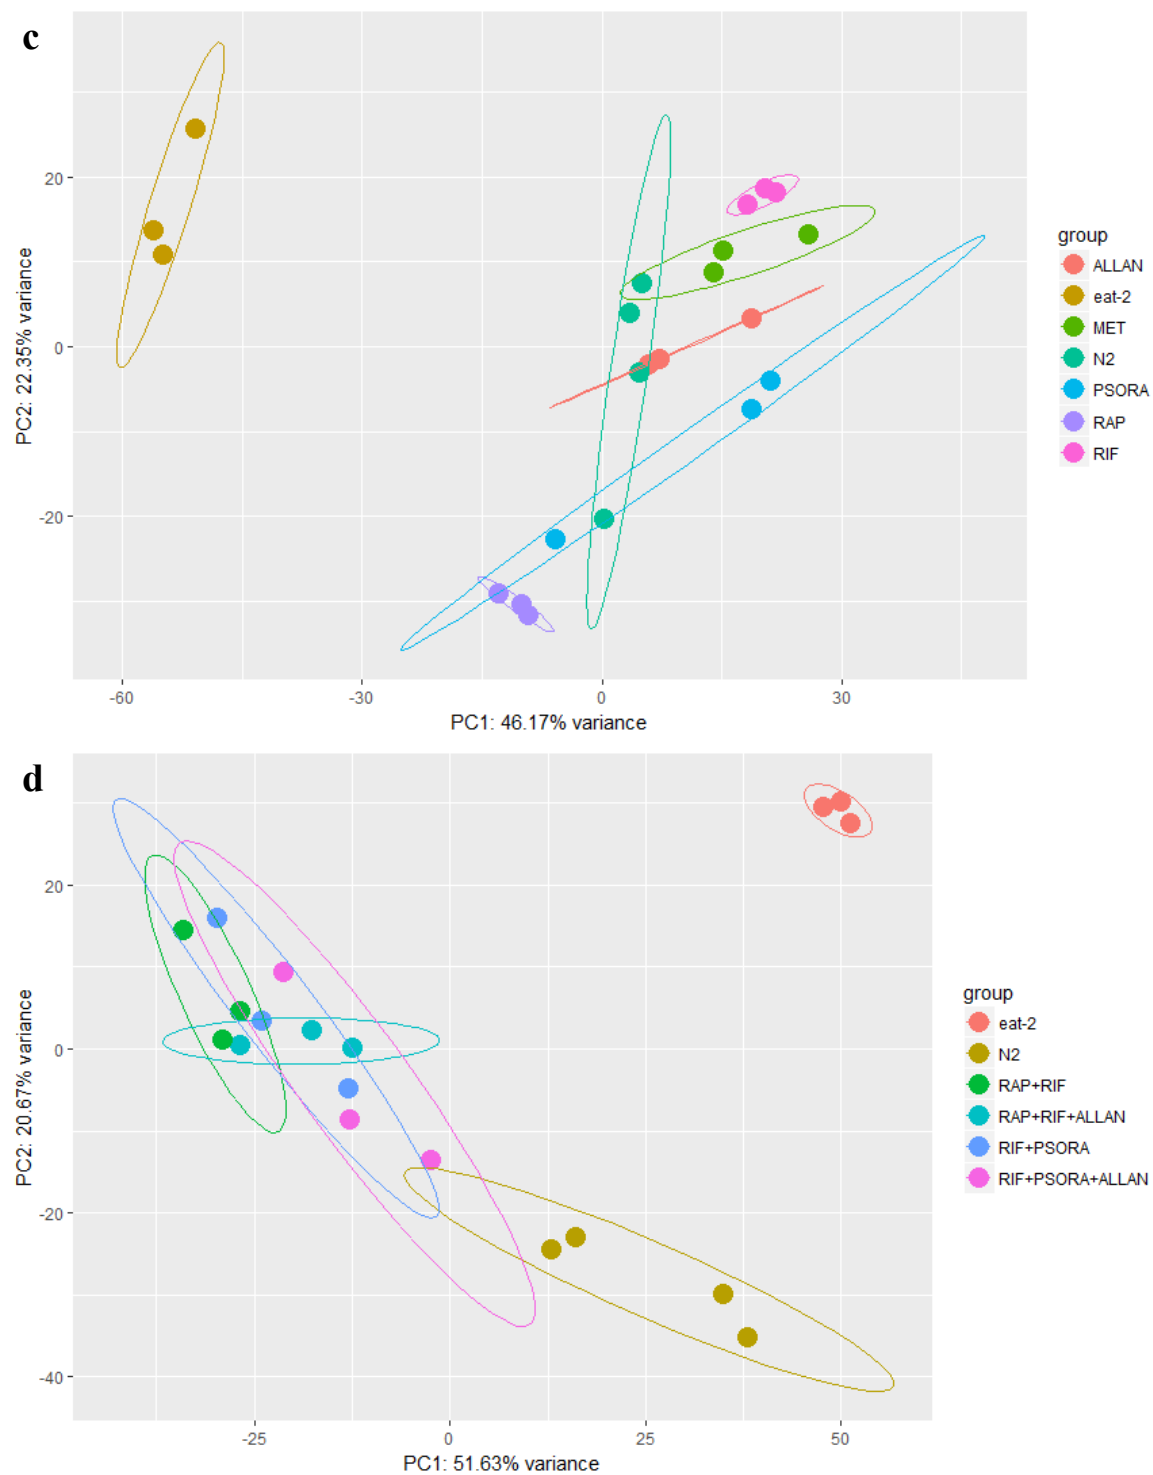 c
20
0
-20
-60
-30
0
30
PC1: 46.17% variance
PC2: 22.35% variance
group
ALLAN
eat-2
MET
N2
PSORA
RAP
RIF
d
20
0
-20
-40
-25
0
25
50
PC1: 51.63% variance
PC2: 20.67% variance
group
eat-2
N2
RAP+RIF
RAP+RIF+ALLAN
RIF+PSORA
RIF+PSORA+ALLAN